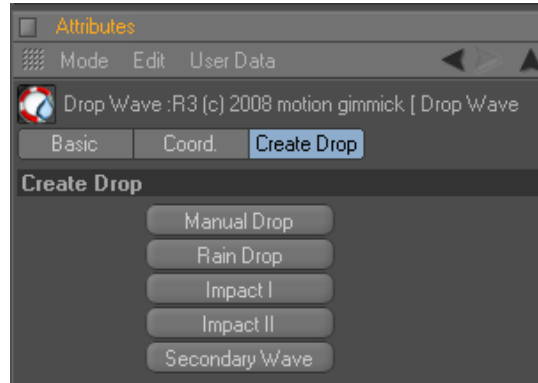 Attributes
Mode Edit User Data
Drop Wave :R3 (c) 2008 motion gimmick [ Drop Wave
Basic Coord. Create Drop
Create Drop
Manual Drop
Rain Drop
Impact I
Impact II
Secondary Wave